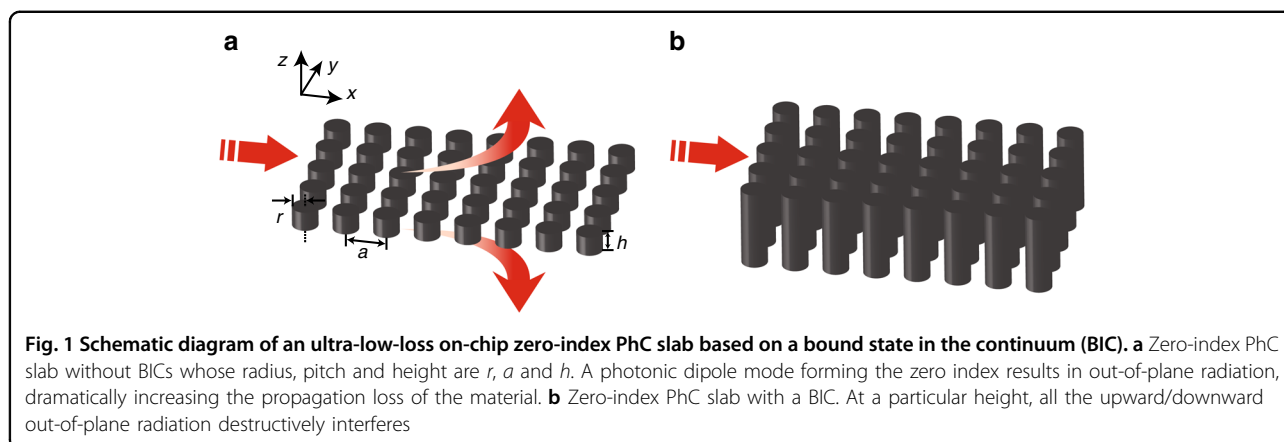 a
b
z
y
x
r
a
h
Fig. 1 Schematic diagram of an ultra-low-loss on-chip zero-index PhC slab based on a bound state in the continuum (BIC). a Zero-index PhC
slab without BICs whose radius, pitch and height are r, a and h. A photonic dipole mode forming the zero index results in out-of-plane radiation,
dramatically increasing the propagation loss of the material. b Zero-index PhC slab with a BIC. At a particular height, all the upward/downward
out-of-plane radiation destructively interferes